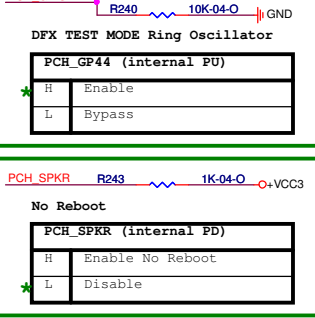 R240 10K-04-O GND
DFX TEST MODE Ring Oscillator
PCH_GP44 (internal PU)
* H Enable
L Bypass
PCH_SPKR R243 1K-04-O +VCC3
No Reboot
PCH_SPKR (internal PD)
H Enable No Reboot
* L Disable